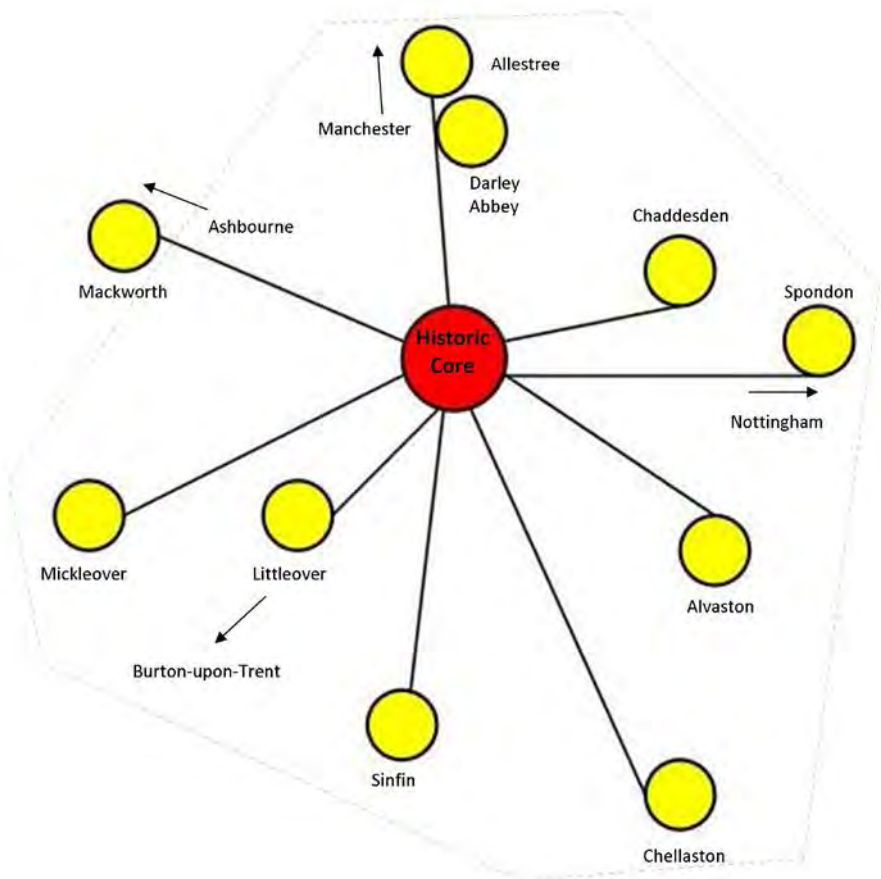 Allestree
Manchester
Darley
Abbey
Chaddesden
Ashbourne
Mackworth
Spondon
Historic
Core
Nottingham
Mickleover
Littleover
Alvaston
Burton-upon-Trent
Sinfin
Chellaston